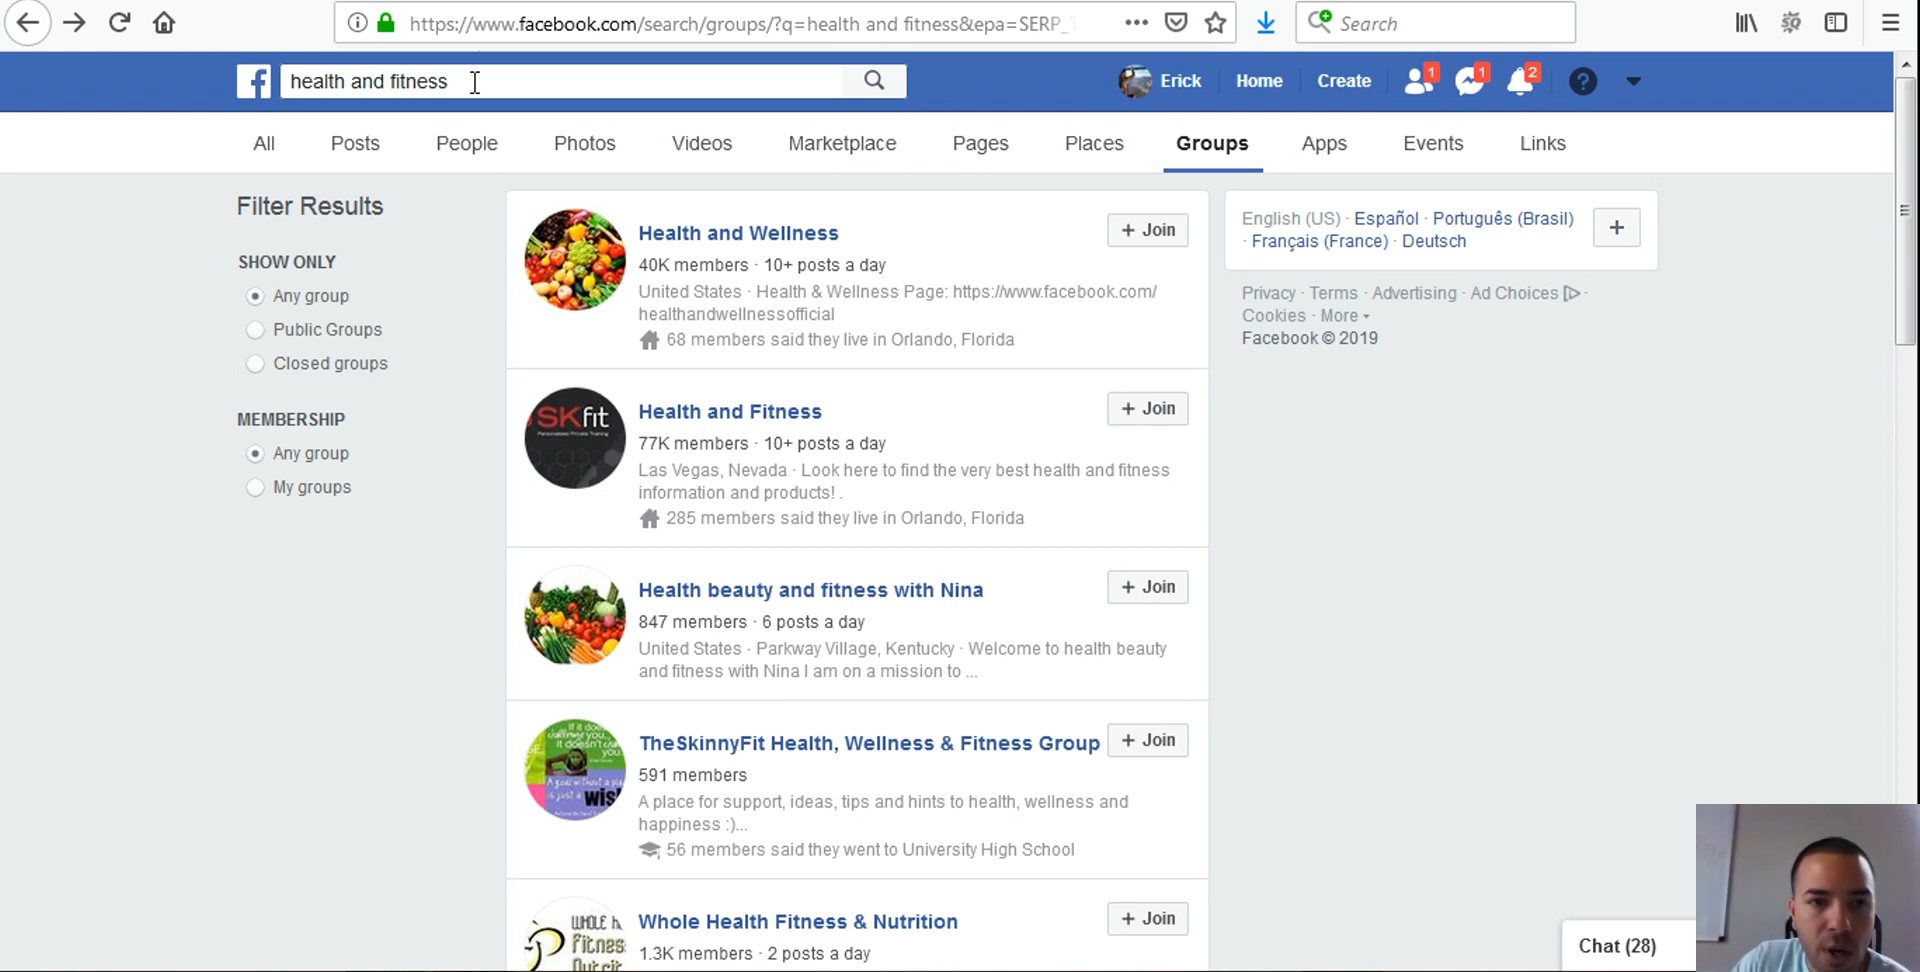 https://www.facebook.com/search/groups/?q=health and fitness&epa=SERP_
Search
health and fitness
Erick
Home
Create
1
1
2
All
Posts
People
Photos
Videos
Marketplace
Pages
Places
Groups
Apps
Events
Links
Filter Results
SHOW ONLY
Any group
Public Groups
Closed groups
MEMBERSHIP
Any group
My groups
Health and Wellness
+ Join
40K members · 10+ posts a day
United States · Health & Wellness Page: https://www.facebook.com/
healthandwellnessofficial
68 members said they live in Orlando, Florida
SKfit
Personalized Private Training
Health and Fitness
+ Join
77K members · 10+ posts a day
Las Vegas, Nevada · Look here to find the very best health and fitness
information and products! .
285 members said they live in Orlando, Florida
Health beauty and fitness with Nina
+ Join
847 members · 6 posts a day
United States · Parkway Village, Kentucky · Welcome to health beauty
and fitness with Nina I am on a mission to ...
TheSkinnyFit Health, Wellness & Fitness Group
+ Join
591 members
A place for support, ideas, tips and hints to health, wellness and
happiness :)...
56 members said they went to University High School
Whole Health Fitness & Nutrition
+ Join
1.3K members · 2 posts a day
English (US) · Español · Português (Brasil)
· Français (France) · Deutsch
Privacy · Terms · Advertising · Ad Choices ·
Cookies · More
Facebook © 2019
Chat (28)